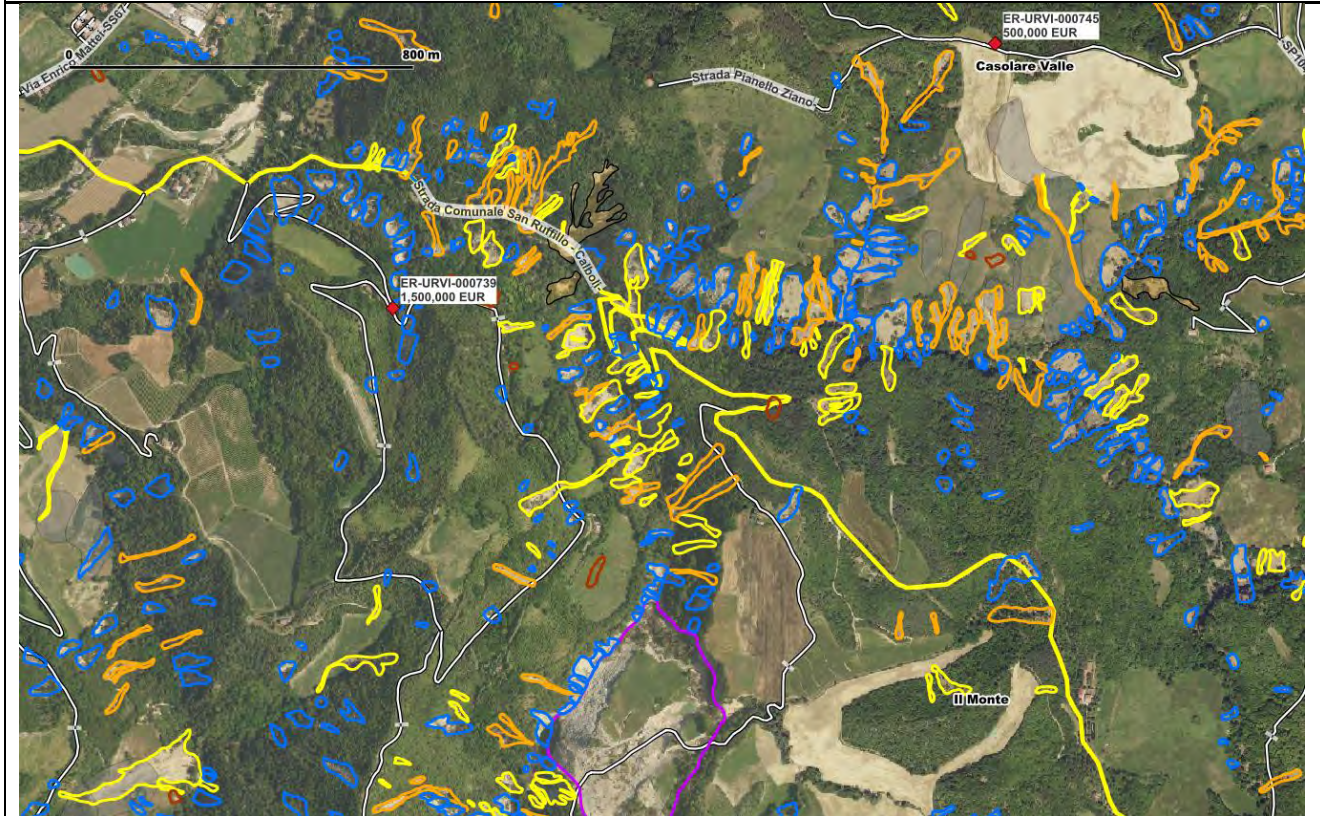 ER-URVI-000745
500,000 EUR
Via Enrico Mattei-SS67
0
800 m
Casolare Valle
Strada Pianello Ziano
Strada Comunale San Ruffillo - Calboli
ER-URVI-000739
1,500,000 EUR
Il Monte